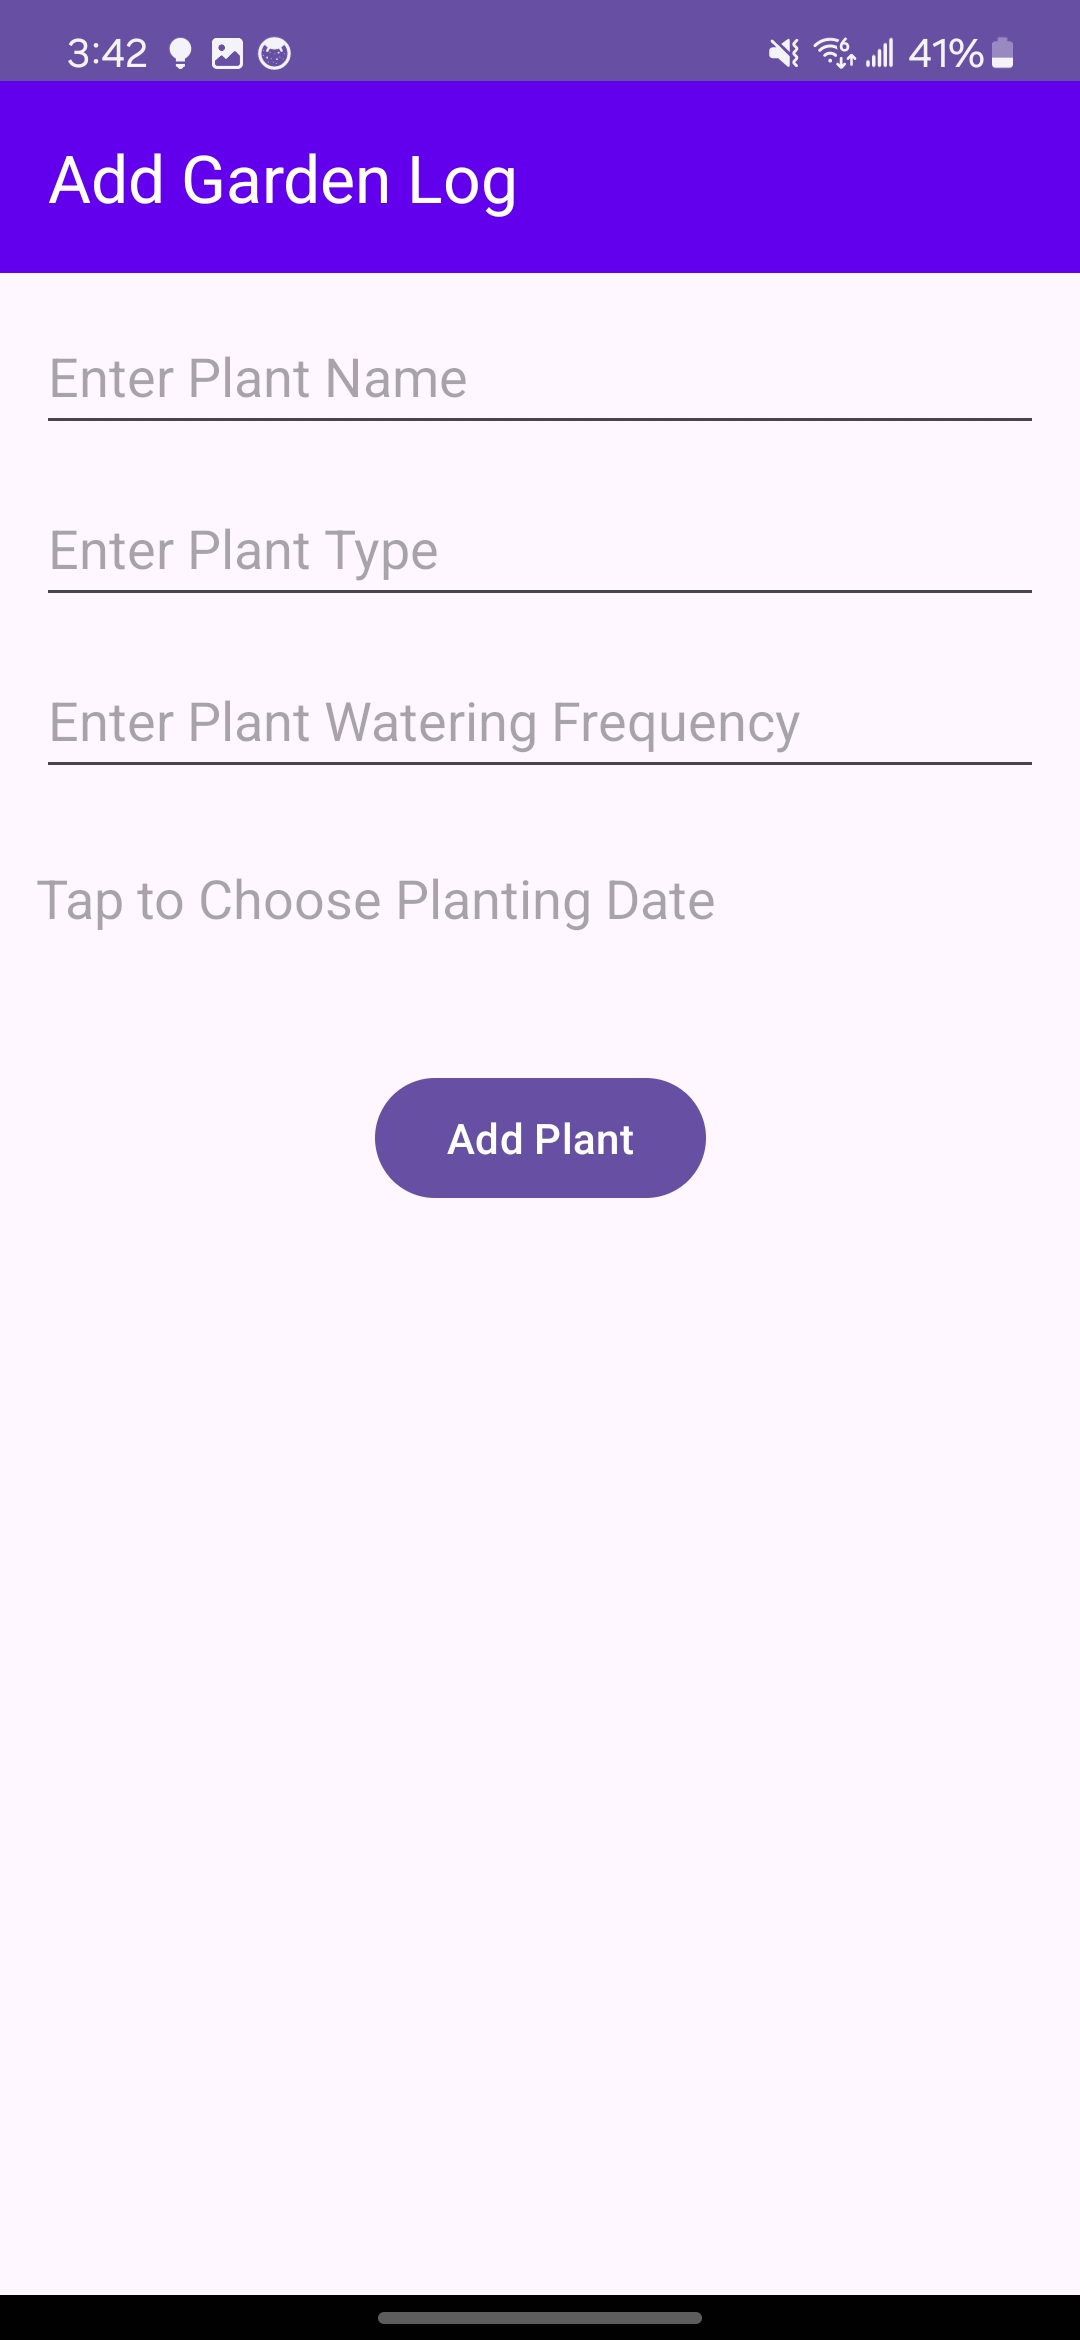 3:42 41%
Add Garden Log
Enter Plant Name
Enter Plant Type
Enter Plant Watering Frequency
Tap to Choose Planting Date
Add Plant